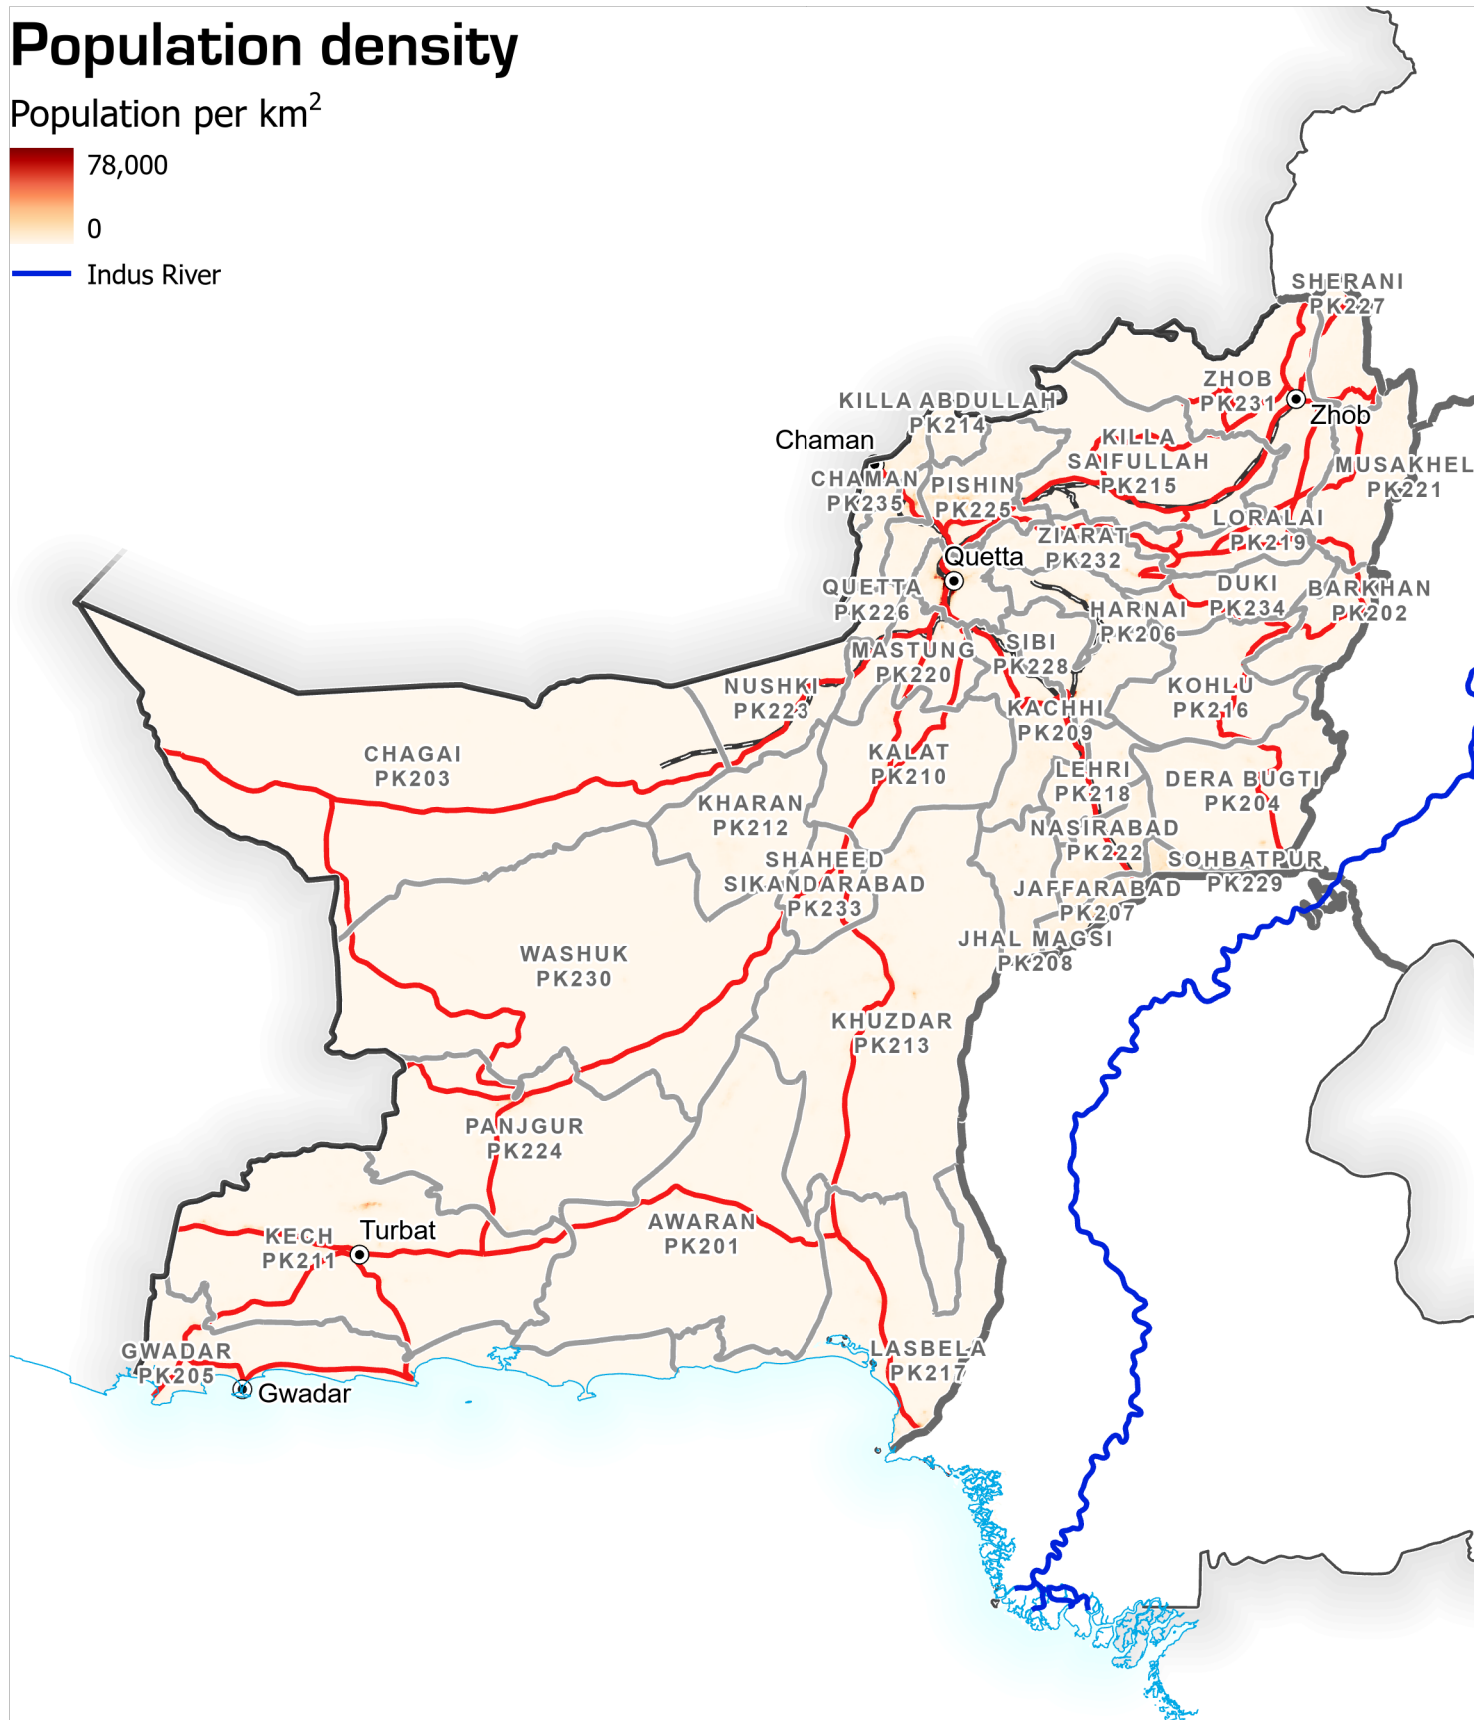 Population density
Population per km2
78,000
0
Indus River
SHERANI
PK227
ZHOB
PK231
Zhob
KILLA ABDULLAH
PK214
Chaman
KILLA
SAIFULLAH
PK215
MUSAKHEL
PK221
CHAMAN
PK235
PISHIN
PK225
LORALAI
PK219
ZIARAT
PK232
Quetta
QUETTA
PK226
DUKI
PK234
BARKHAN
PK202
HARNAI
PK206
SIBI
PK228
MASTUNG
PK220
NUSHKI
PK223
KOHLU
PK216
KACHHI
PK209
CHAGAI
PK203
KALAT
PK210
LEHRI
PK218
DERA BUGTI
PK204
KHARAN
PK212
NASIRABAD
PK222
SOHBATPUR
PK229
SHAHEED
SIKANDARABAD
PK233
JAFFARABAD
PK207
JHAL MAGSI
PK208
WASHUK
PK230
KHUZDAR
PK213
PANJGUR
PK224
KECH
PK211
Turbat
AWARAN
PK201
GWADAR
PK205
Gwadar
LASBELA
PK217